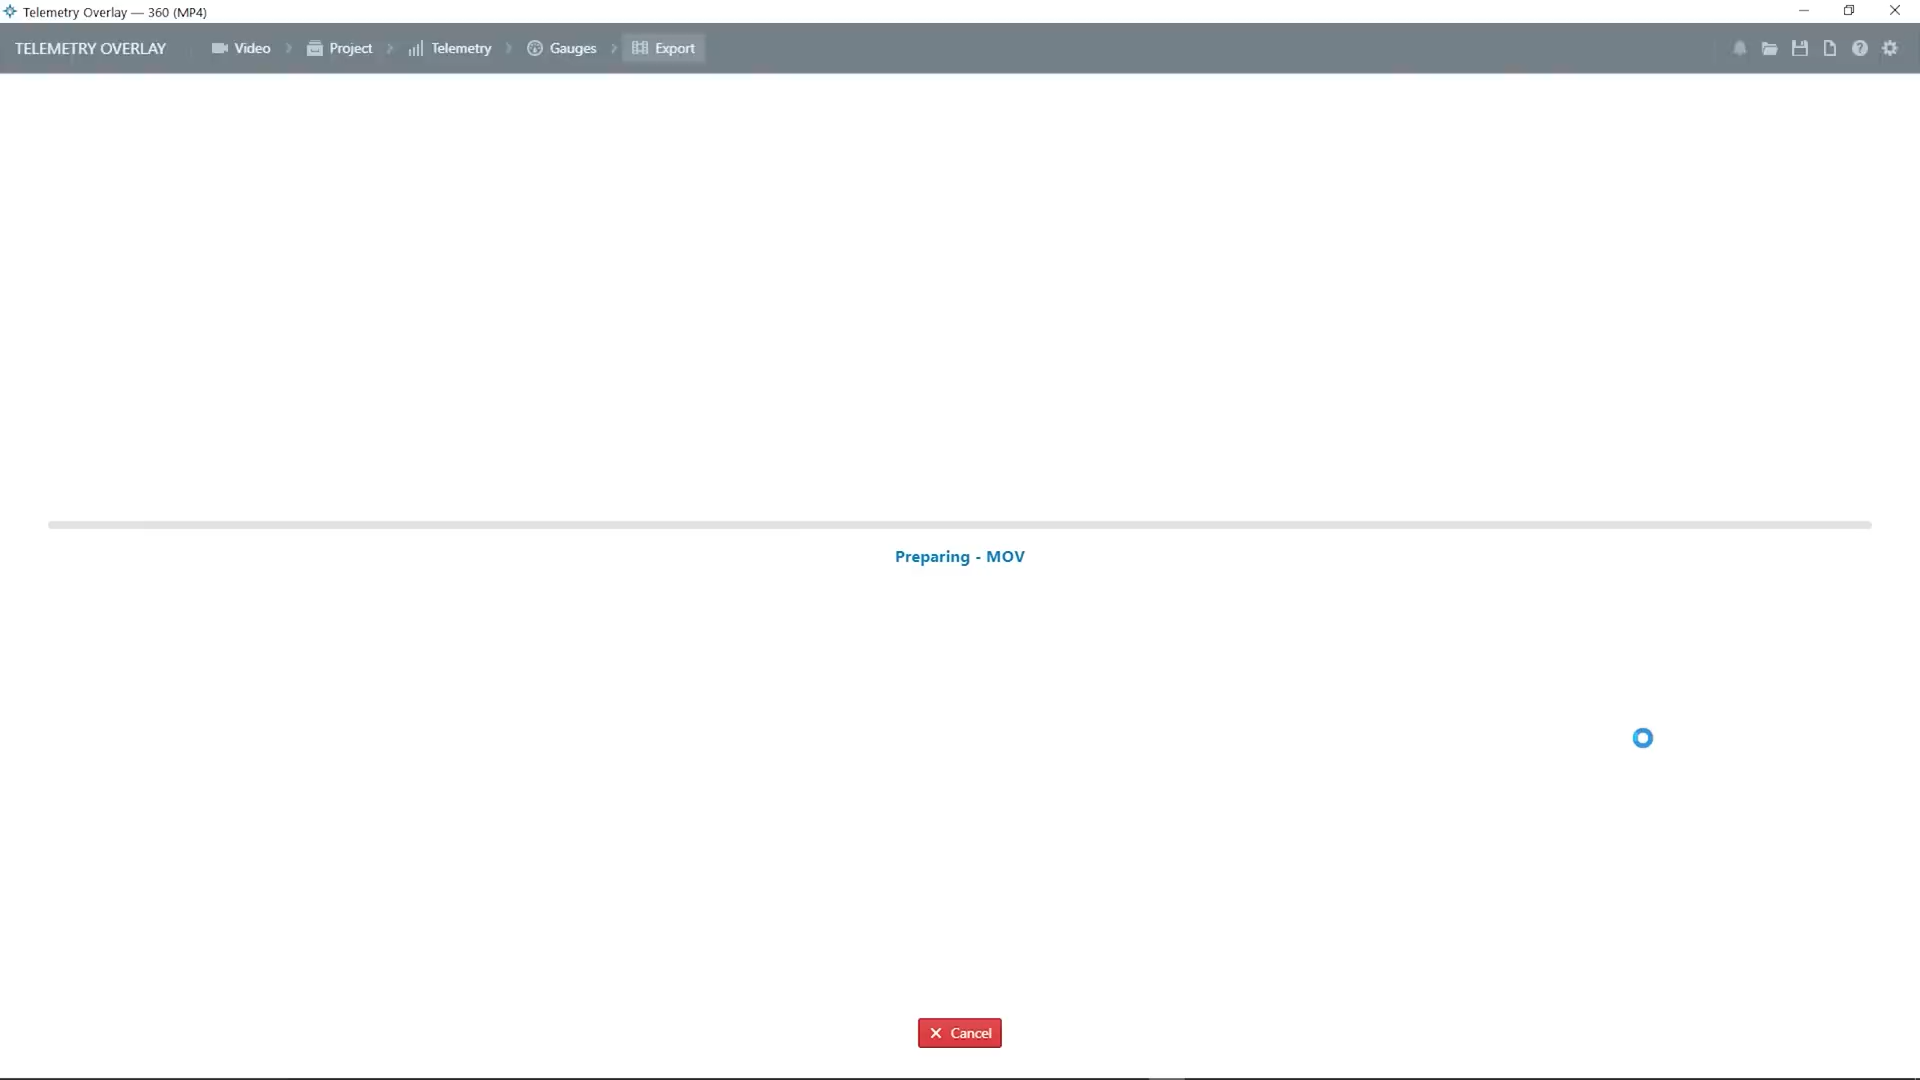 Telemetry Overlay — 360 (MP4)
TELEMETRY OVERLAY Video Project Telemetry Gauges Export
Preparing - MOV
Cancel